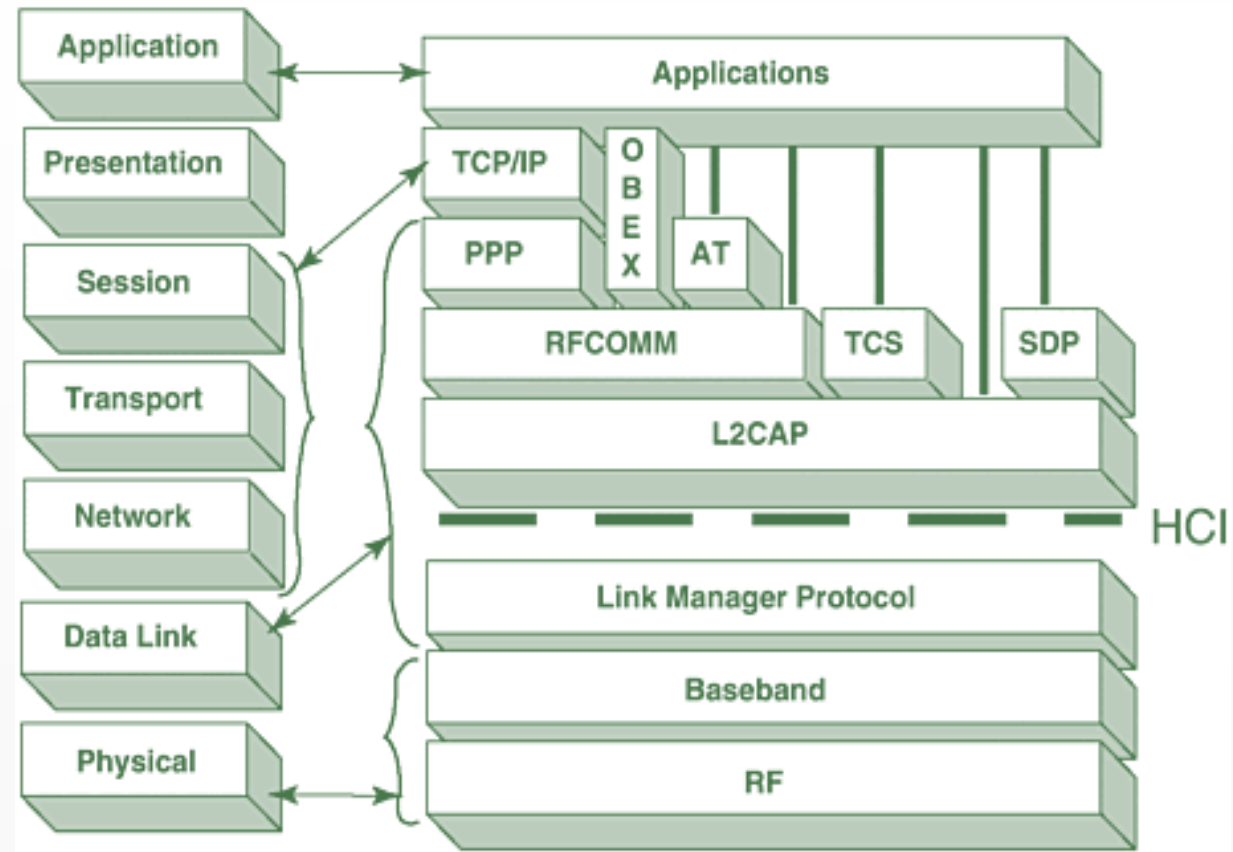 Application
Presentation
Session
Transport
Network
Data Link
Physical
Applications
TCP/IP
OBEX
PPP
AT
RFCOMM
TCS
SDP
L2CAP
HCI
Link Manager Protocol
Baseband
RF